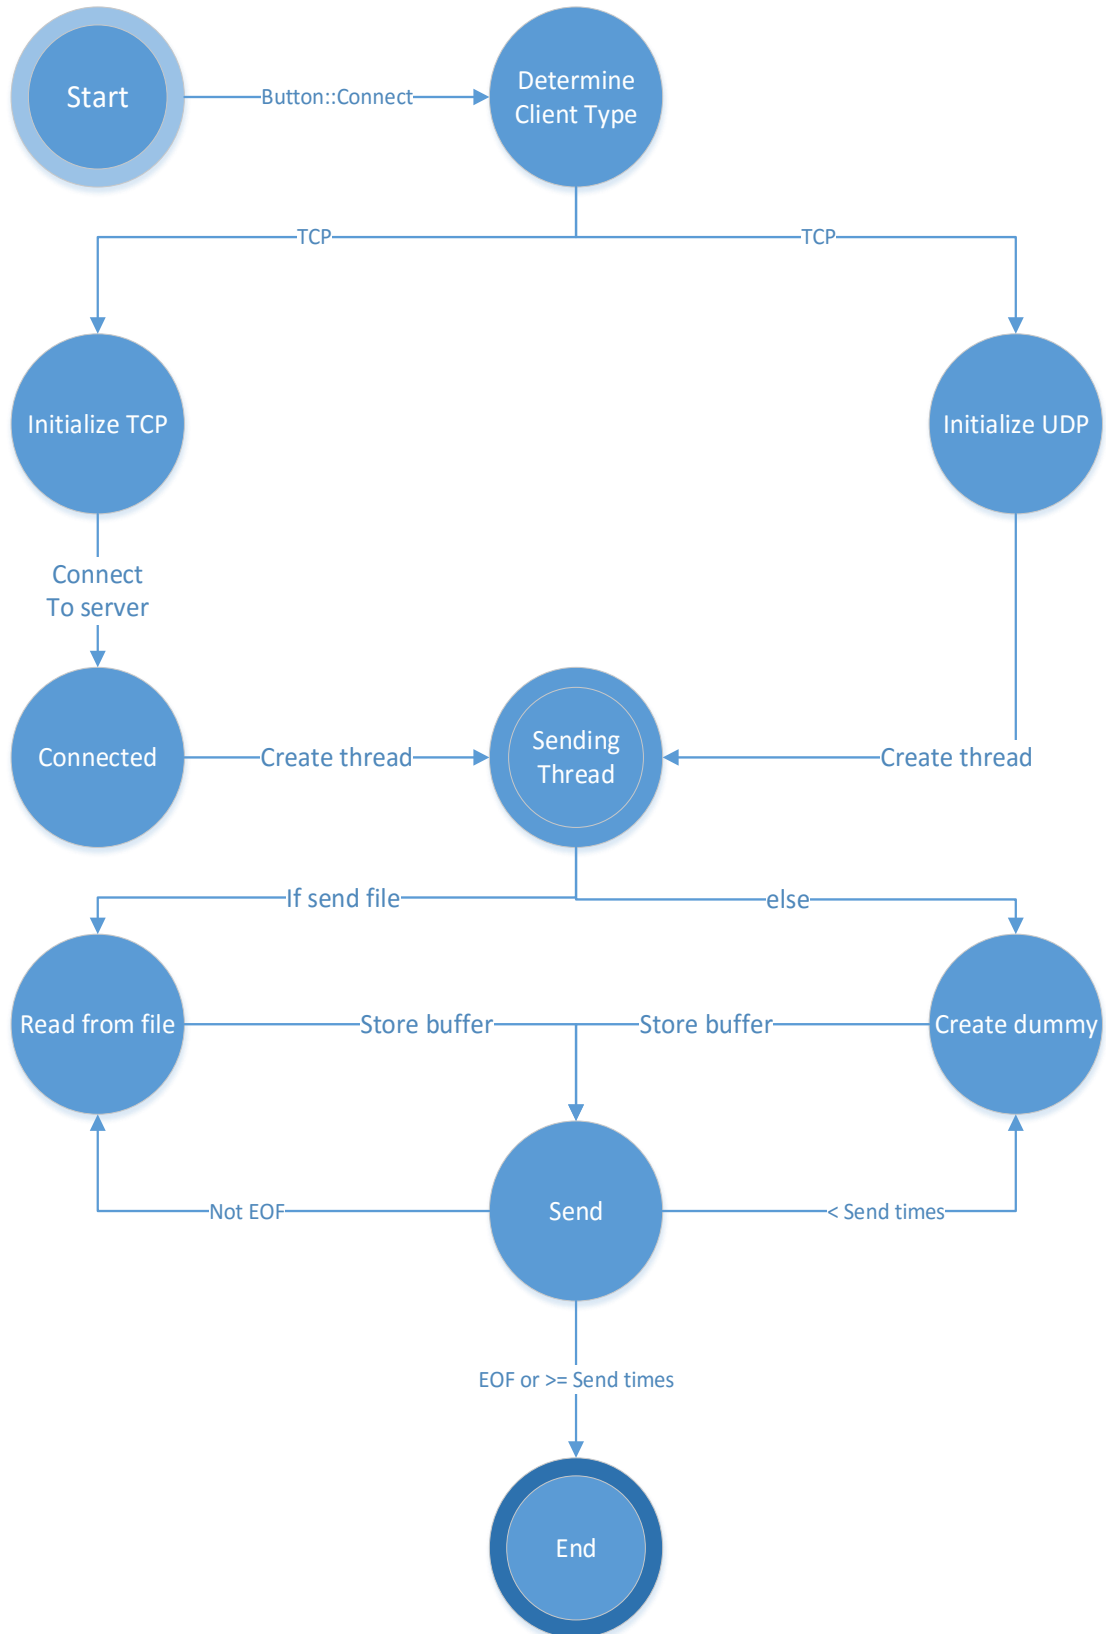 Start
Button::Connect
Determine
Client Type
TCP
TCP
Initialize TCP
Initialize UDP
Connect
To server
Connected
Create thread
Sending
Thread
Create thread
If send file
else
Read from file
Store buffer
Store buffer
Create dummy
Not EOF
Send
< Send times
EOF or >= Send times
End